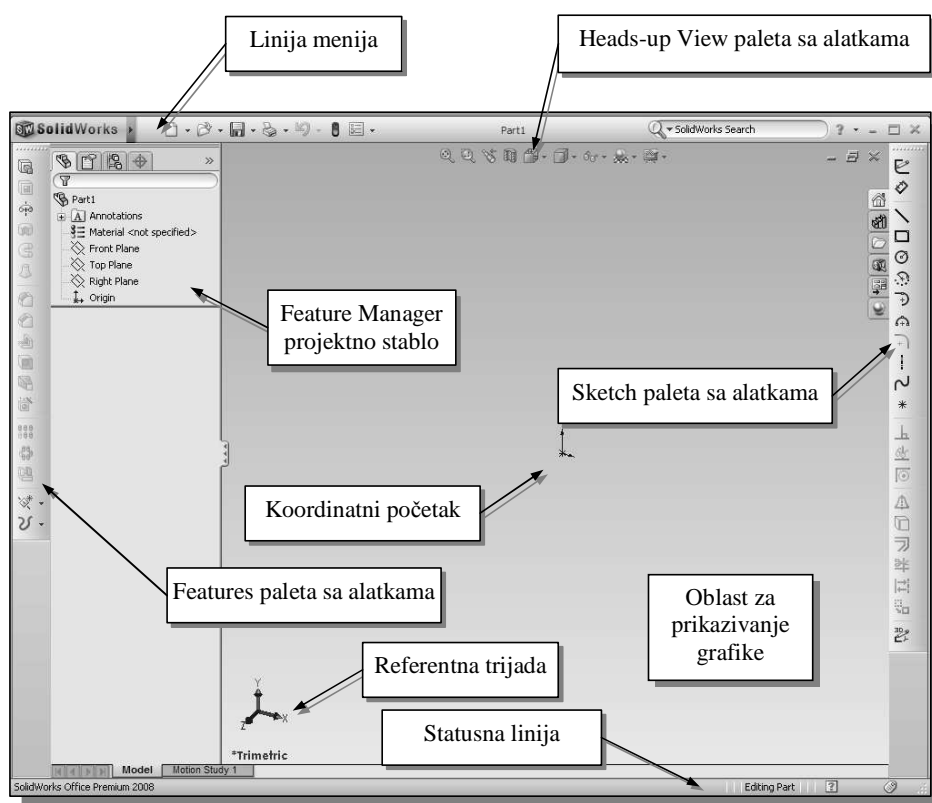 Linija menija
Heads-up View paleta sa alatkama
SolidWorks
Part1
SolidWorks Search
Part1
Annotations
Material <not specified>
Front Plane
Top Plane
Right Plane
Origin
Feature Manager
projektno stablo
Sketch paleta sa alatkama
Koordinatni početak
Features paleta sa alatkama
Oblast za
prikazivanje
grafike
Referentna trijada
Y
X
Z
Statusna linija
*Trimetric
Model
Motion Study 1
SolidWorks Office Premium 2008
Editing Part